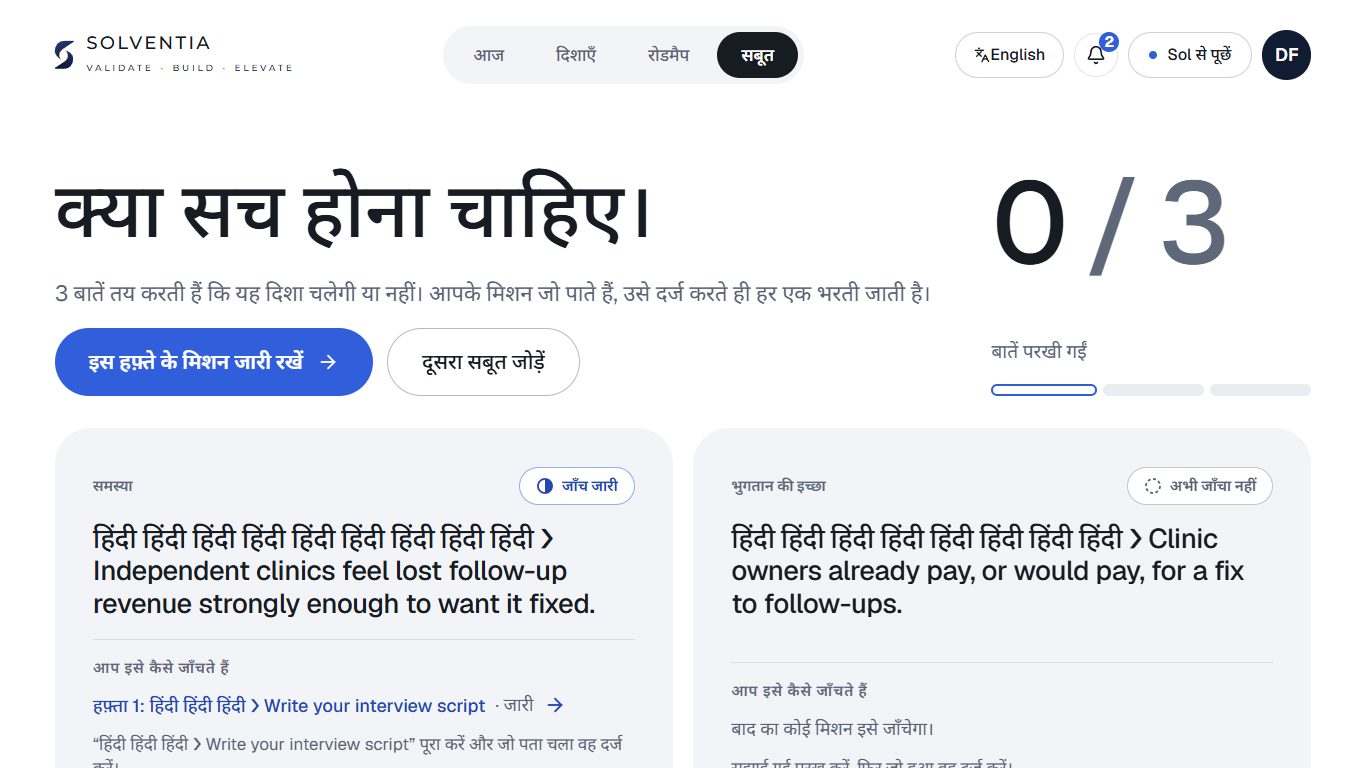 SOLVENTIA
VALIDATE · BUILD · ELEVATE
आज
दिशाएँ
रोडमैप
सबूत
English
2
Sol से पूछें
DF
क्या सच होना चाहिए।
3 बातें तय करती हैं कि यह दिशा चलेगी या नहीं। आपके मिशन जो पाते हैं, उसे दर्ज करते ही हर एक भरती जाती है।
इस हफ़्ते के मिशन जारी रखें →
दूसरा सबूत जोड़ें
0 / 3
बातें परखी गईं
समस्या
जाँच जारी
हिंदी हिंदी हिंदी हिंदी हिंदी हिंदी हिंदी हिंदी हिंदी ❯
Independent clinics feel lost follow-up
revenue strongly enough to want it fixed.
आप इसे कैसे जाँचते हैं
हफ़्ता 1: हिंदी हिंदी हिंदी ❯ Write your interview script · जारी →
“हिंदी हिंदी हिंदी ❯ Write your interview script” पूरा करें और जो पता चला वह दर्ज
करें।
भुगतान की इच्छा
अभी जाँचा नहीं
हिंदी हिंदी हिंदी हिंदी हिंदी हिंदी हिंदी हिंदी ❯ Clinic
owners already pay, or would pay, for a fix
to follow-ups.
आप इसे कैसे जाँचते हैं
बाद का कोई मिशन इसे जाँचेगा।